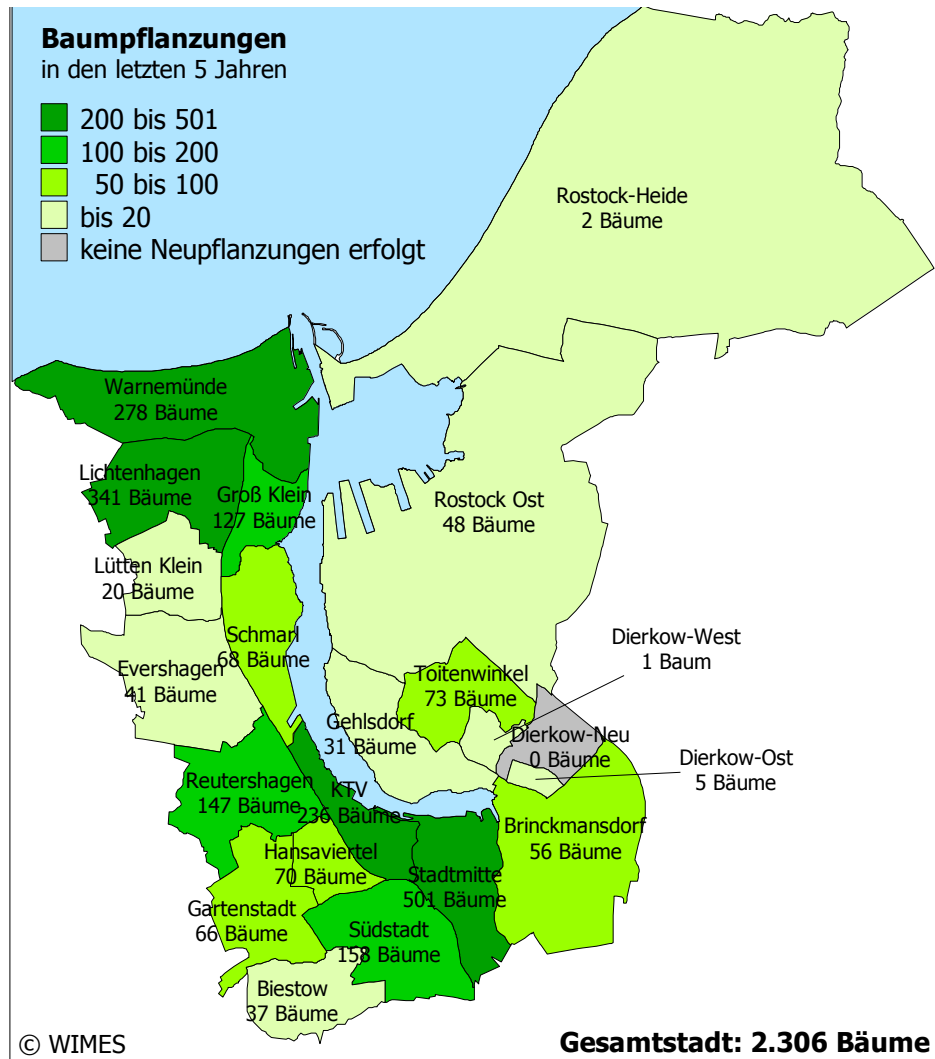 Baumpflanzungen
in den letzten 5 Jahren
200 bis 501
100 bis 200
50 bis 100
bis 20
keine Neupflanzungen erfolgt
Rostock-Heide
2 Bäume
Warnemünde
278 Bäume
Lichtenhagen
341 Bäume
Groß Klein
127 Bäume
Rostock Ost
48 Bäume
Lütten Klein
20 Bäume
Schmarl
68 Bäume
Dierkow-West
1 Baum
Evershagen
41 Bäume
Toitenwinkel
73 Bäume
Gehlsdorf
31 Bäume
Dierkow-Neu
0 Bäume
Dierkow-Ost
5 Bäume
Reutershagen
147 Bäume
KTV
236 Bäume
Brinckmansdorf
56 Bäume
Hansaviertel
70 Bäume
Stadtmitte
501 Bäume
Gartenstadt
66 Bäume
Südstadt
158 Bäume
Biestow
37 Bäume
© WIMES
Gesamtstadt: 2.306 Bäume